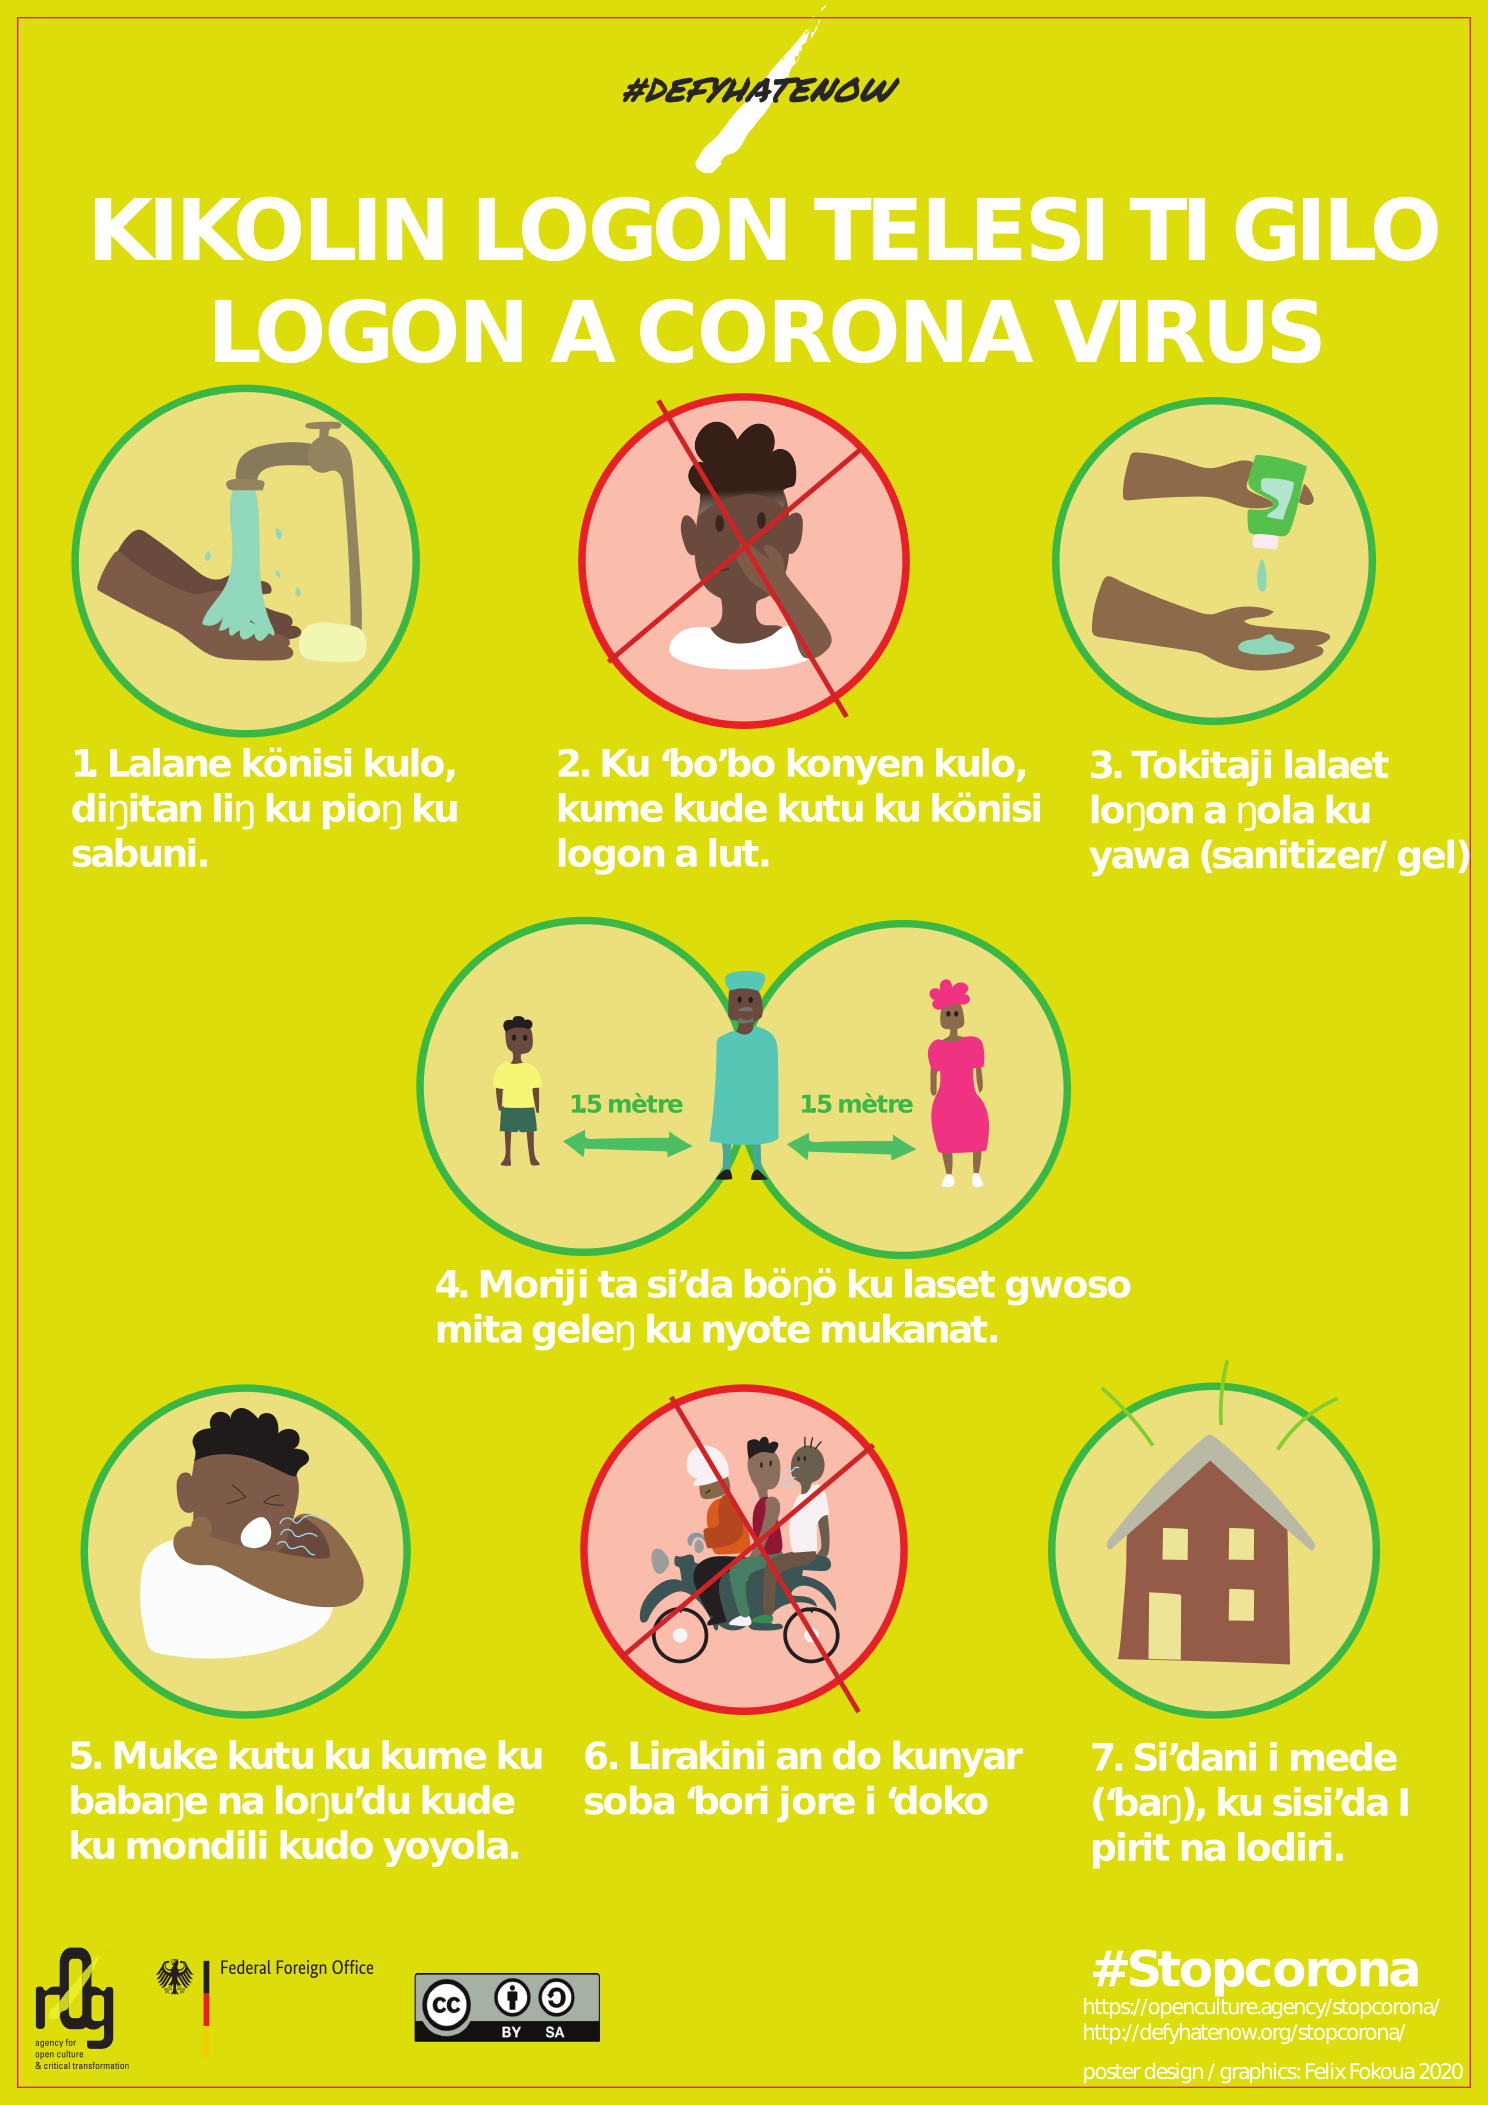 #DEFYHATENOW
KIKOLIN LOGON TELESI TI GILO
LOGON A CORONA VIRUS
1. Lalane könisi kulo,
diŋitan liŋ ku pioŋ ku
sabuni.
2. Ku ‘bo’bo konyen kulo,
kume kude kutu ku könisi
logon a lut.
3. Tokitaji lalaet
loŋon a ŋola ku
yawa (sanitizer/ gel)
1.5 mètre
1.5 mètre
4. Moriji ta si’da böŋö ku laset gwoso
mita geleŋ ku nyote mukanat.
5. Muke kutu ku kume ku
babaŋe na loŋu’du kude
ku mondili kudo yoyola.
6. Lirakini an do kunyar
soba ‘bori jore i ‘doko
7. Si’dani i mede
(‘baŋ), ku sisi’da I
pirit na lodiri.
r0g
agency for
open culture
& critical transformation
Federal Foreign Office
cc
BY SA
#Stopcorona
https://openculture.agency/stopcorona/
http://defyhatenow.org/stopcorona/
poster design / graphics: Felix Fokoua 2020